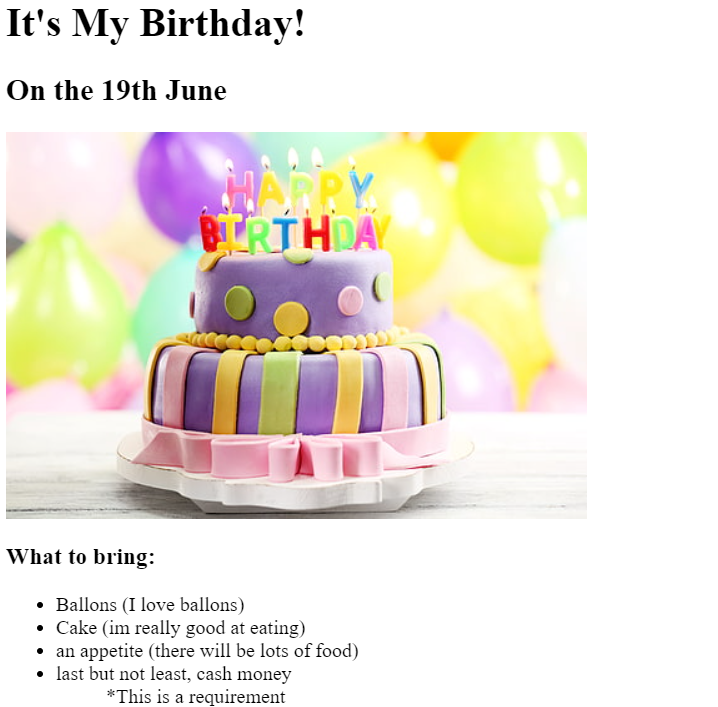 It's My Birthday!
On the 19th June
HAPPY
BIRTHDAY
What to bring:
Ballons (I love ballons)
Cake (im really good at eating)
an appetite (there will be lots of food)
last but not least, cash money
*This is a requirement